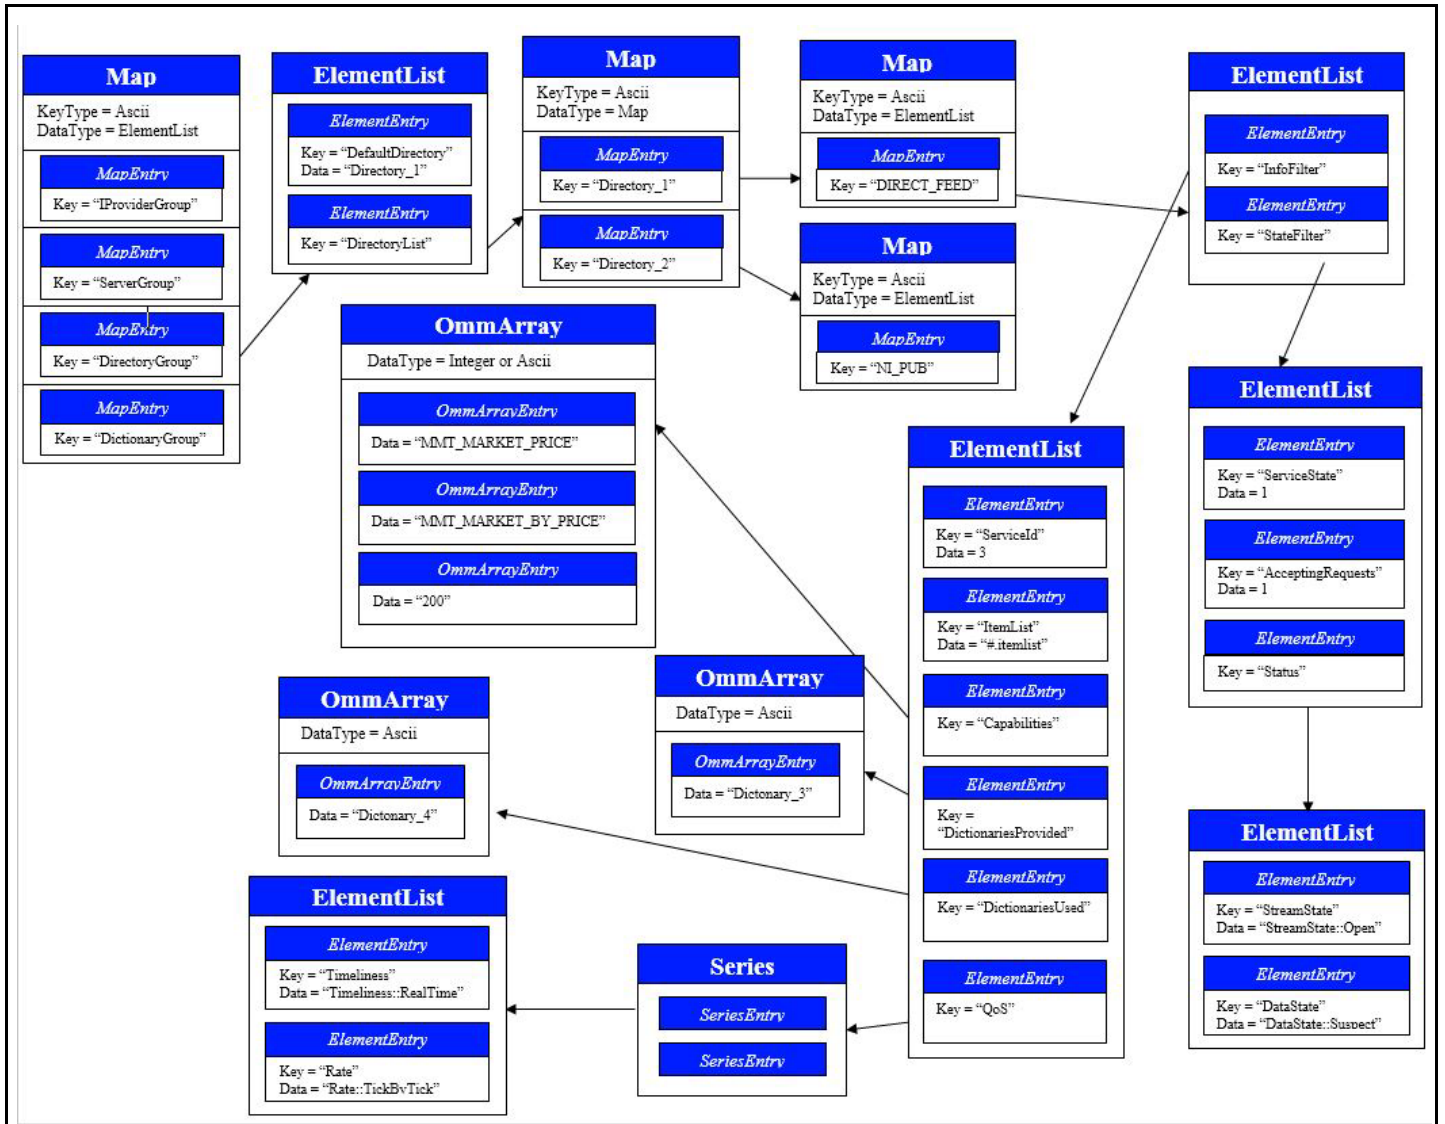 Map
KeyType = Ascii
DataType = ElementList
MapEntry
Key = “IProviderGroup”
MapEntry
Key = “ServerGroup”
MapEntry
Key = “DirectoryGroup”
MapEntry
Key = “DictionaryGroup”
ElementList
ElementEntry
Key = “DefaultDirectory”
Data = “Directory_1”
ElementEntry
Key = “DirectoryList”
Map
KeyType = Ascii
DataType = Map
MapEntry
Key = “Directory_1”
MapEntry
Key = “Directory_2”
Map
KeyType = Ascii
DataType = ElementList
MapEntry
Key = “DIRECT_FEED”
Map
KeyType = Ascii
DataType = ElementList
MapEntry
Key = “NI_PUB”
ElementList
ElementEntry
Key = “InfoFilter”
ElementEntry
Key = “StateFilter”
OmmArray
DataType = Integer or Ascii
OmmArrayEntry
Data = “MMT_MARKET_PRICE”
OmmArrayEntry
Data = “MMT_MARKET_BY_PRICE”
OmmArrayEntry
Data = “200”
ElementList
ElementEntry
Key = “ServiceId”
Data = 3
ElementEntry
Key = “ItemList”
Data = “#.itemlist”
ElementEntry
Key = “Capabilities”
ElementEntry
Key =
“DictionariesProvided”
ElementEntry
Key = “DictionariesUsed”
ElementEntry
Key = “QoS”
ElementList
ElementEntry
Key = “ServiceState”
Data = 1
ElementEntry
Key = “AcceptingRequests”
Data = 1
ElementEntry
Key = “Status”
OmmArray
DataType = Ascii
OmmArrayEntry
Data = “Dictonary_3”
OmmArray
DataType = Ascii
OmmArrayEntry
Data = “Dictonary_4”
ElementList
ElementEntry
Key = “StreamState”
Data = “StreamState::Open”
ElementEntry
Key = “DataState”
Data = “DataState::Suspect”
ElementList
ElementEntry
Key = “Timeliness”
Data = “Timeliness::RealTime”
ElementEntry
Key = “Rate”
Data = “Rate::TickByTick”
Series
SeriesEntry
SeriesEntry